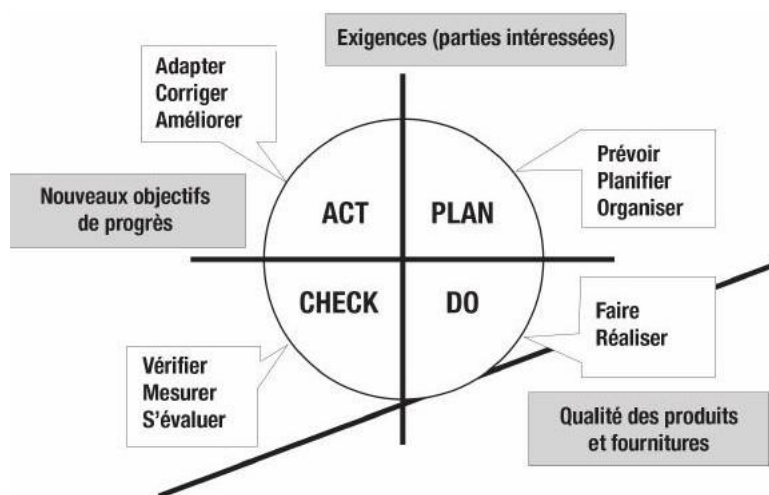 Exigences (parties intéressées)
Adapter
Corriger
Améliorer
Prévoir
Planifier
Organiser
Nouveaux objectifs
de progrès
ACT
PLAN
CHECK
DO
Faire
Réaliser
Vérifier
Mesurer
S'évaluer
Qualité des produits
et fournitures